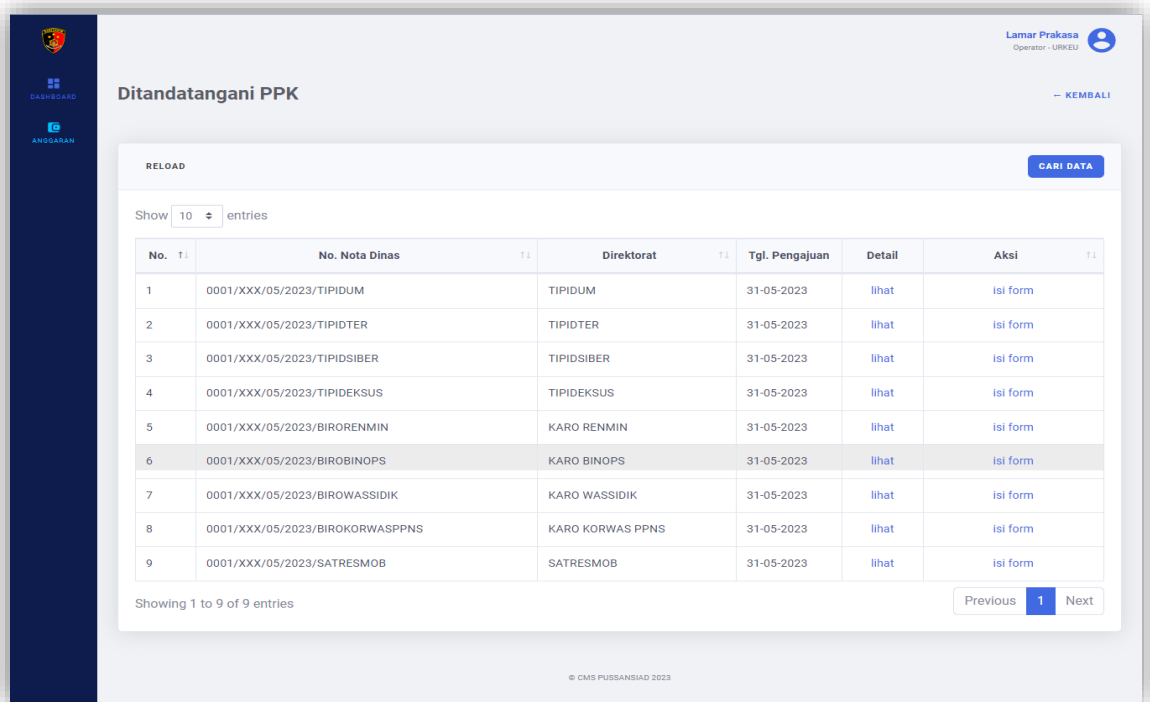 Lamar Prakasa
Operator - URKEU
DASHBOARD
ANGGARAN
Ditandatangani PPK
← KEMBALI
RELOAD
CARI DATA
Show 10 entries
No. ↑↓ No. Nota Dinas ↑↓ Direktorat ↑↓ Tgl. Pengajuan Detail Aksi ↑↓
1 0001/XXX/05/2023/TIPIDUM TIPIDUM 31-05-2023 lihat isi form
2 0001/XXX/05/2023/TIPIDTER TIPIDTER 31-05-2023 lihat isi form
3 0001/XXX/05/2023/TIPIDSIBER TIPIDSIBER 31-05-2023 lihat isi form
4 0001/XXX/05/2023/TIPIDEKSUS TIPIDEKSUS 31-05-2023 lihat isi form
5 0001/XXX/05/2023/BIRORENMIN KARO RENMIN 31-05-2023 lihat isi form
6 0001/XXX/05/2023/BIROBINOPS KARO BINOPS 31-05-2023 lihat isi form
7 0001/XXX/05/2023/BIROWASSIDIK KARO WASSIDIK 31-05-2023 lihat isi form
8 0001/XXX/05/2023/BIROKORWASPPNS KARO KORWAS PPNS 31-05-2023 lihat isi form
9 0001/XXX/05/2023/SATRESMOB SATRESMOB 31-05-2023 lihat isi form
Showing 1 to 9 of 9 entries
Previous 1 Next
© CMS PUSSANSIAD 2023